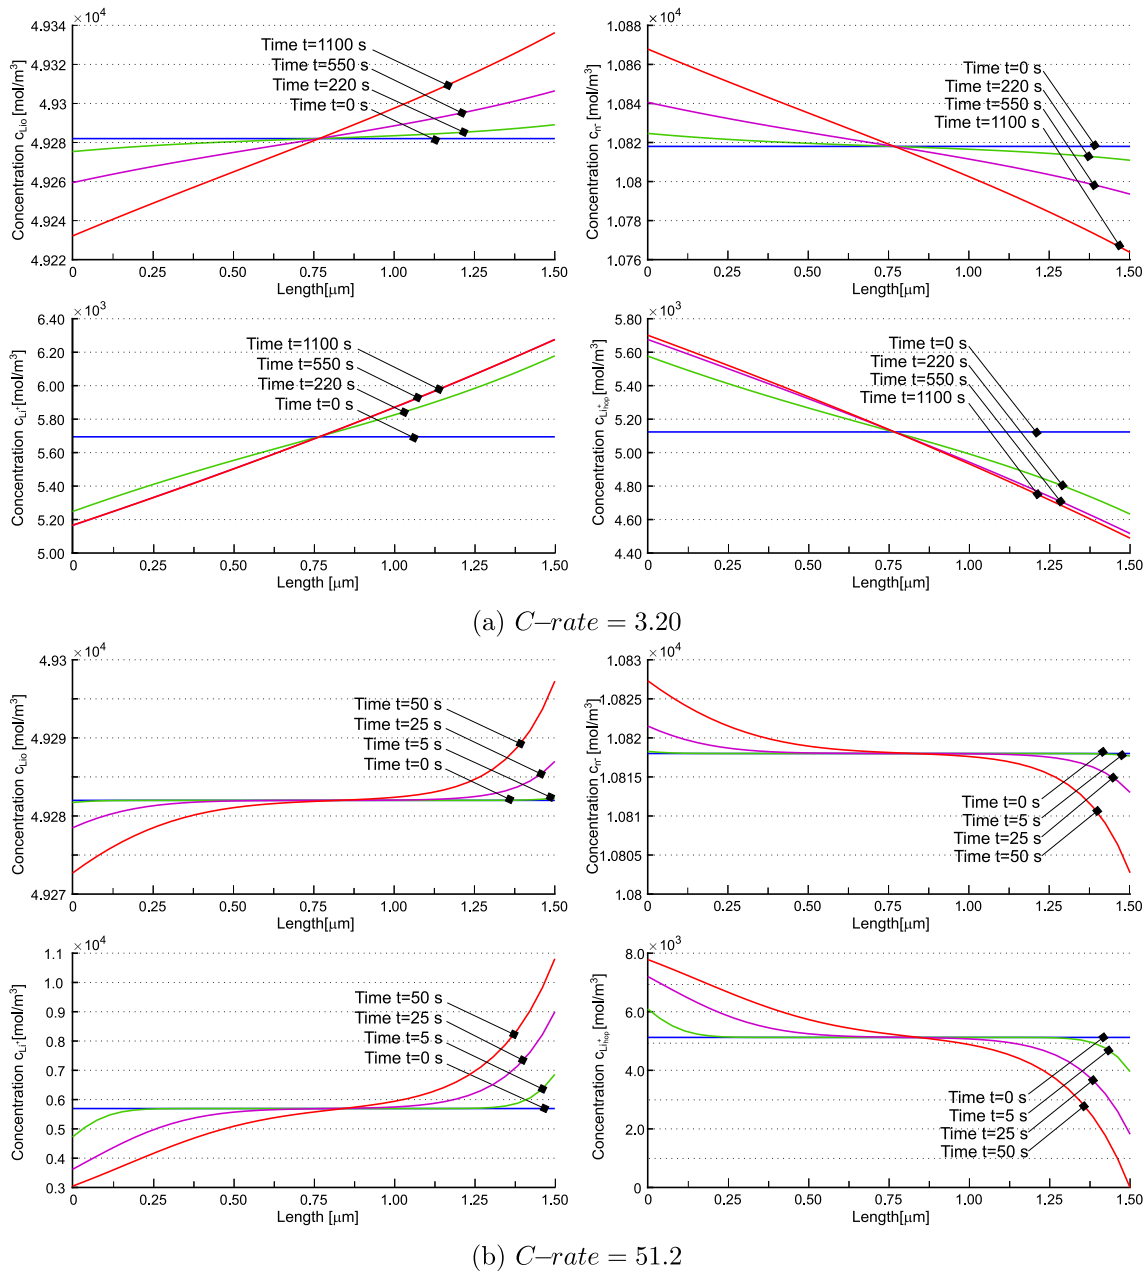 ×10⁴
Concentration c_Lio [mol/m³]
4.934
4.932
4.93
4.928
4.926
4.924
4.922
Time t=1100 s
Time t=550 s
Time t=220 s
Time t=0 s
0 0.25 0.50 0.75 1.00 1.25 1.50
Length[μm]
×10⁴
Concentration c_n⁻ [mol/m³]
1.088
1.086
1.084
1.082
1.08
1.078
1.076
Time t=0 s
Time t=220 s
Time t=550 s
Time t=1100 s
0 0.25 0.50 0.75 1.00 1.25 1.50
Length[μm]
×10³
Concentration c_Li⁺[mol/m³]
6.40
6.20
6.00
5.80
5.60
5.40
5.20
5.00
Time t=1100 s
Time t=550 s
Time t=220 s
Time t=0 s
0 0.25 0.50 0.75 1.00 1.25 1.50
Length[μm]
×10³
Concentration c_Li⁺hop [mol/m³]
5.80
5.60
5.40
5.20
5.00
4.80
4.60
4.40
Time t=0 s
Time t=220 s
Time t=550 s
Time t=1100 s
0 0.25 0.50 0.75 1.00 1.25 1.50
Length[μm]
(a) C–rate = 3.20
×10⁴
Concentration c_Lio [mol/m³]
4.93
4.929
4.928
4.927
Time t=50 s
Time t=25 s
Time t=5 s
Time t=0 s
0 0.25 0.50 0.75 1.00 1.25 1.50
Length[μm]
×10⁴
Concentration c_n⁻ [mol/m³]
1.083
1.0825
1.082
1.0815
1.081
1.0805
1.08
Time t=0 s
Time t=5 s
Time t=25 s
Time t=50 s
0 0.25 0.50 0.75 1.00 1.25 1.50
Length[μm]
×10⁴
Concentration c_Li⁺[mol/m³]
1.1
1.0
0.9
0.8
0.7
0.6
0.5
0.4
0.3
Time t=50 s
Time t=25 s
Time t=5 s
Time t=0 s
0 0.25 0.50 0.75 1.00 1.25 1.50
Length [μm]
×10³
Concentration c_Li⁺hop [mol/m³]
8.0
6.0
4.0
2.0
0
Time t=0 s
Time t=5 s
Time t=25 s
Time t=50 s
0 0.25 0.50 0.75 1.00 1.25 1.50
Length[μm]
(b) C–rate = 51.2